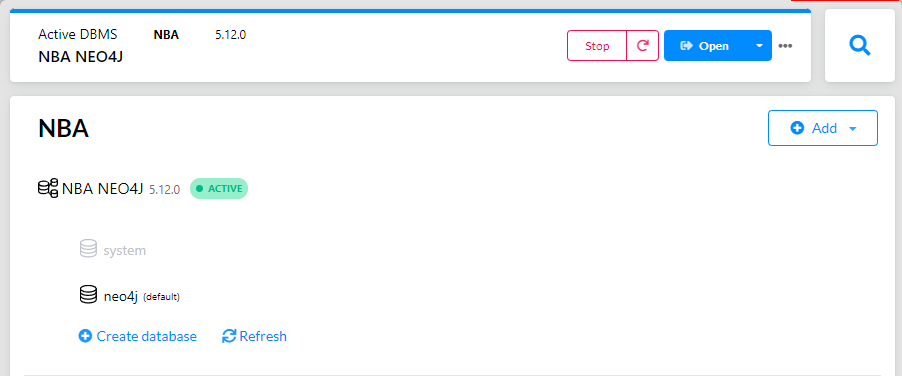 Active DBMS NBA 5.12.0
NBA NEO4J
Stop Open
NBA
Add
NBA NEO4J 5.12.0 ACTIVE
system
neo4j (default)
Create database Refresh